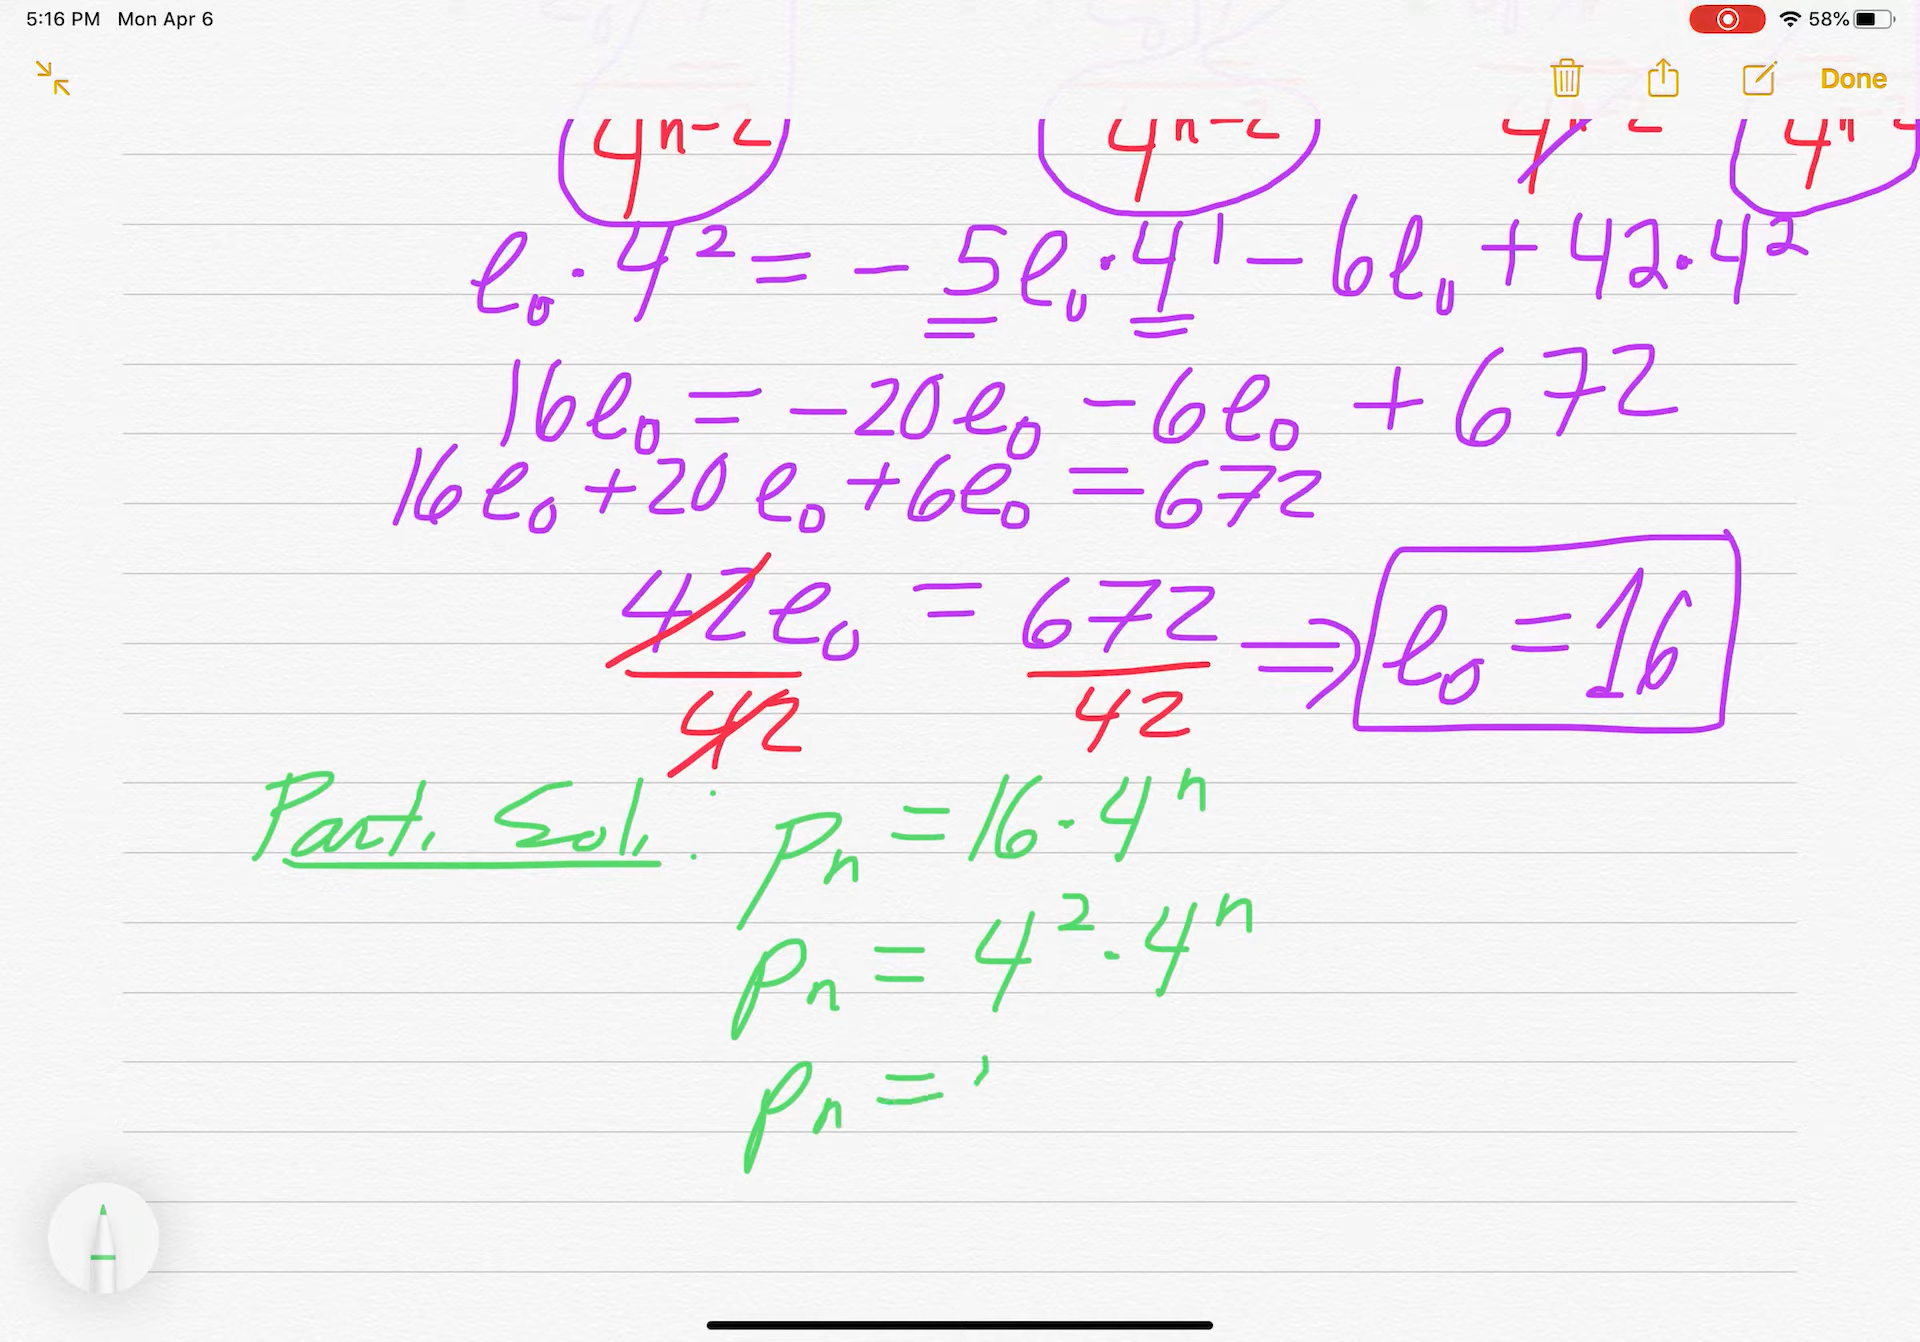 5:16 PM Mon Apr 6 58%
Done
4^{n-2} 4^{n-2} 4^{n-2} 4^{n-2}
e₀ · 4² = - 5e₀ · 4¹ - 6e₀ + 42 · 4²
16e₀ = -20e₀ - 6e₀ + 672
16e₀ + 20e₀ + 6e₀ = 672
42e₀ = 672 ⇒ e₀ = 16
42 42
Part. Sol. : pₙ = 16 · 4ⁿ
pₙ = 4² · 4ⁿ
pₙ =